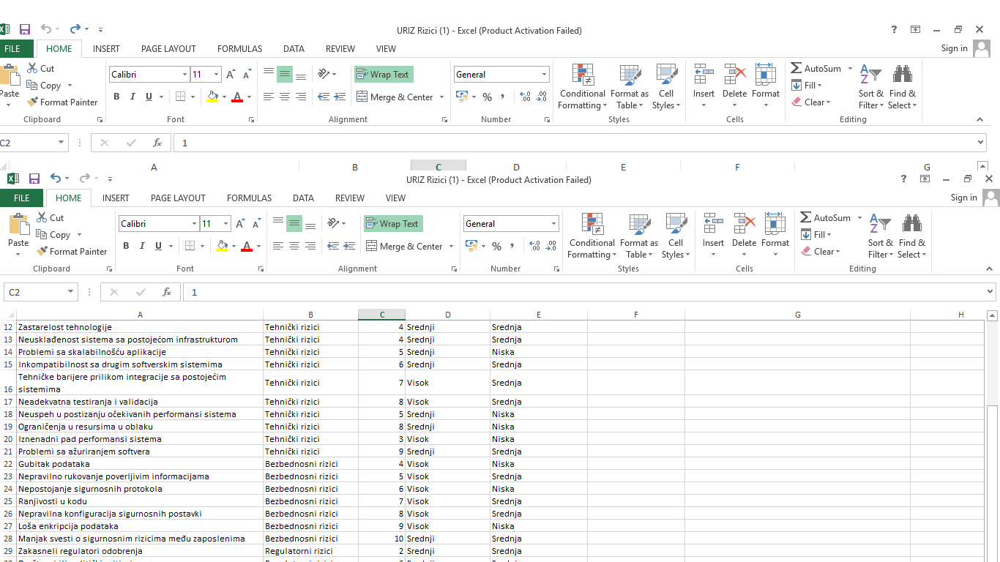 URIZ Rizici (1) - Excel (Product Activation Failed)
FILE HOME INSERT PAGE LAYOUT FORMULAS DATA REVIEW VIEW Sign in
Cut
Copy
Paste Format Painter
Calibri 11
B I U A
Wrap Text
Merge & Center
General
% ,
Conditional Formatting Format as Table Cell Styles
Insert Delete Format
AutoSum
Fill
Clear
Sort & Filter Find & Select
Clipboard Font Alignment Number Styles Cells Editing
C2 fx 1
A B C D E F G
URIZ Rizici (1) - Excel (Product Activation Failed)
FILE HOME INSERT PAGE LAYOUT FORMULAS DATA REVIEW VIEW Sign in
Cut
Copy
Paste Format Painter
Calibri 11
B I U A
Wrap Text
Merge & Center
General
% ,
Conditional Formatting Format as Table Cell Styles
Insert Delete Format
AutoSum
Fill
Clear
Sort & Filter Find & Select
Clipboard Font Alignment Number Styles Cells Editing
C2 fx 1
A B C D E F G H
12 Zastarelost tehnologije Tehnički rizici 4 Srednji Srednja
13 Neusklađenost sistema sa postojećom infrastrukturom Tehnički rizici 4 Srednji Srednja
14 Problemi sa skalabilnošću aplikacije Tehnički rizici 5 Srednji Niska
15 Inkompatibilnost sa drugim softverskim sistemima Tehnički rizici 6 Srednji Srednja
16 Tehničke barijere prilikom integracije sa postojećim sistemima Tehnički rizici 7 Visok Srednja
17 Neadekvatna testiranja i validacija Tehnički rizici 8 Visok Srednja
18 Neuspeh u postizanju očekivanih performansi sistema Tehnički rizici 5 Srednji Niska
19 Ograničenja u resursima u oblaku Tehnički rizici 8 Srednji Niska
20 Iznenadni pad performansi sistema Tehnički rizici 3 Visok Niska
21 Problemi sa ažuriranjem softvera Tehnički rizici 9 Srednji Srednja
22 Gubitak podataka Bezbednosni rizici 4 Visok Niska
23 Nepravilno rukovanje poverljivim informacijama Bezbednosni rizici 5 Visok Srednja
24 Nepostojanje sigurnosnih protokola Bezbednosni rizici 6 Visok Niska
25 Ranjivosti u kodu Bezbednosni rizici 7 Visok Srednja
26 Nepravilna konfiguracija sigurnosnih postavki Bezbednosni rizici 8 Visok Srednja
27 Loša enkripcija podataka Bezbednosni rizici 9 Visok Niska
28 Manjak svesti o sigurnosnim rizicima među zaposlenima Bezbednosni rizici 10 Srednji Srednja
29 Zakasneli regulatori odobrenja Regulatorni rizici 2 Srednji Srednja